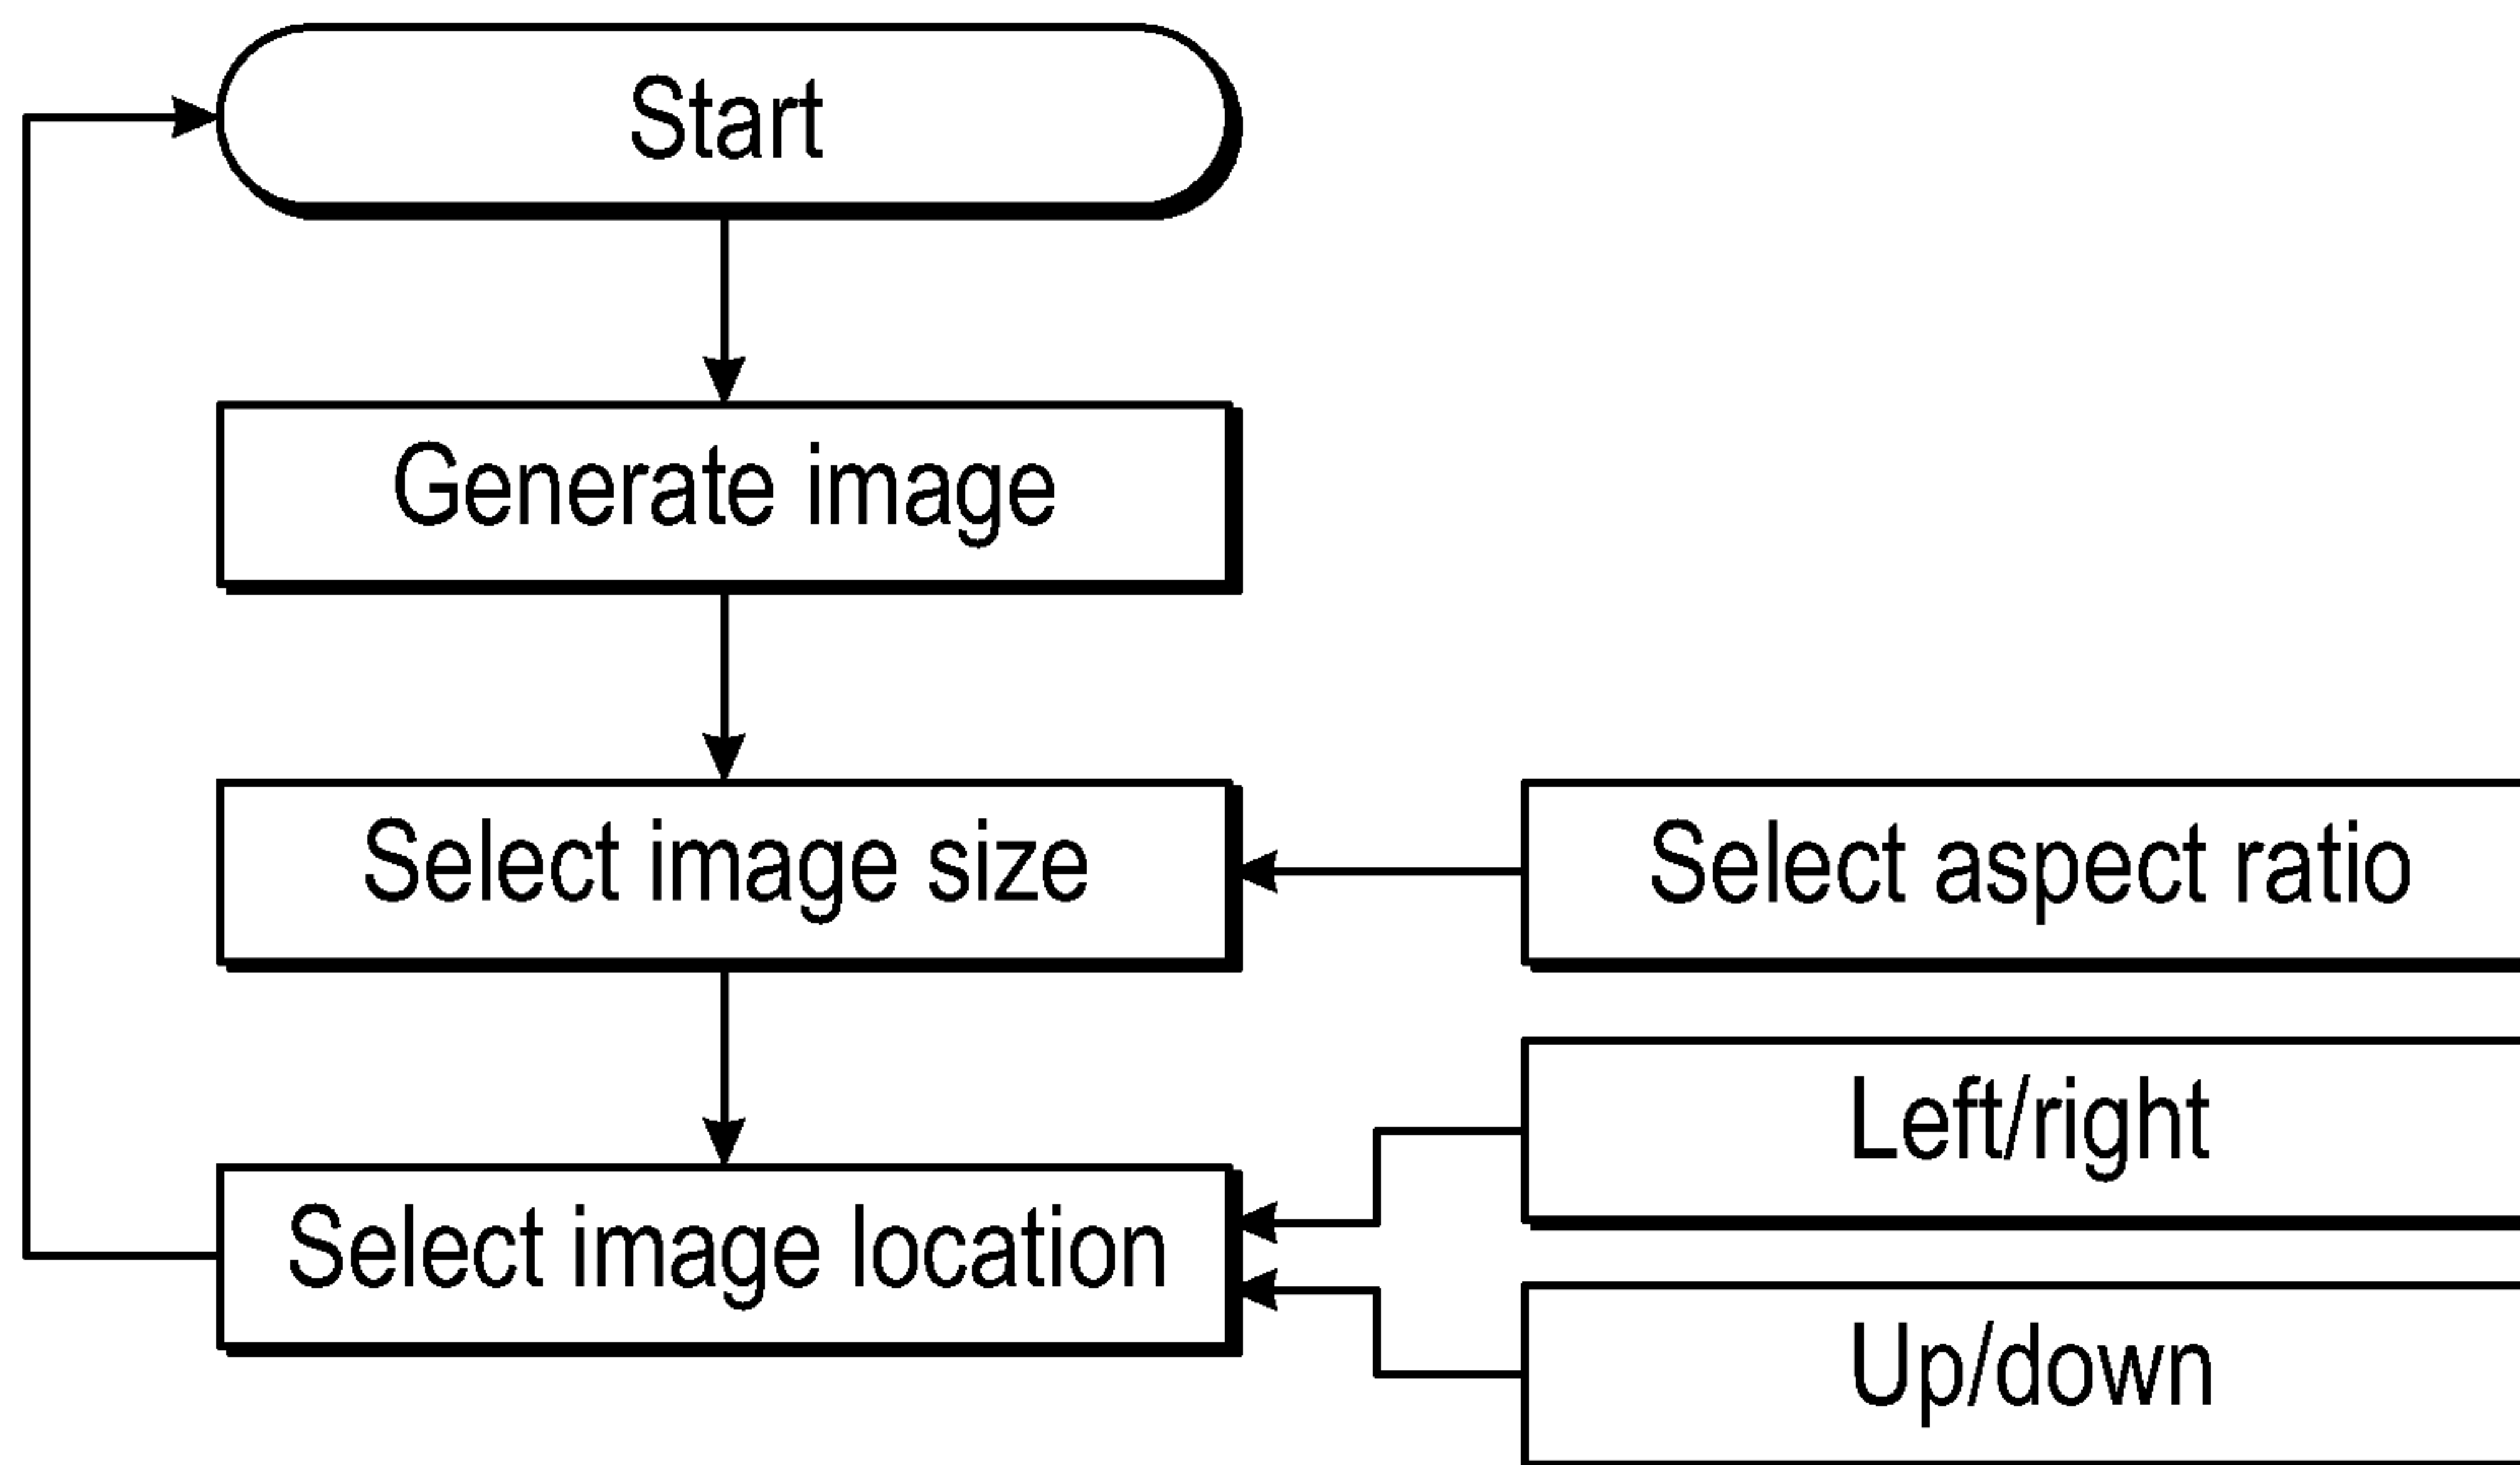 Start
Generate image
Select image size
Select aspect ratio
Left/right
Select image location
Up/down